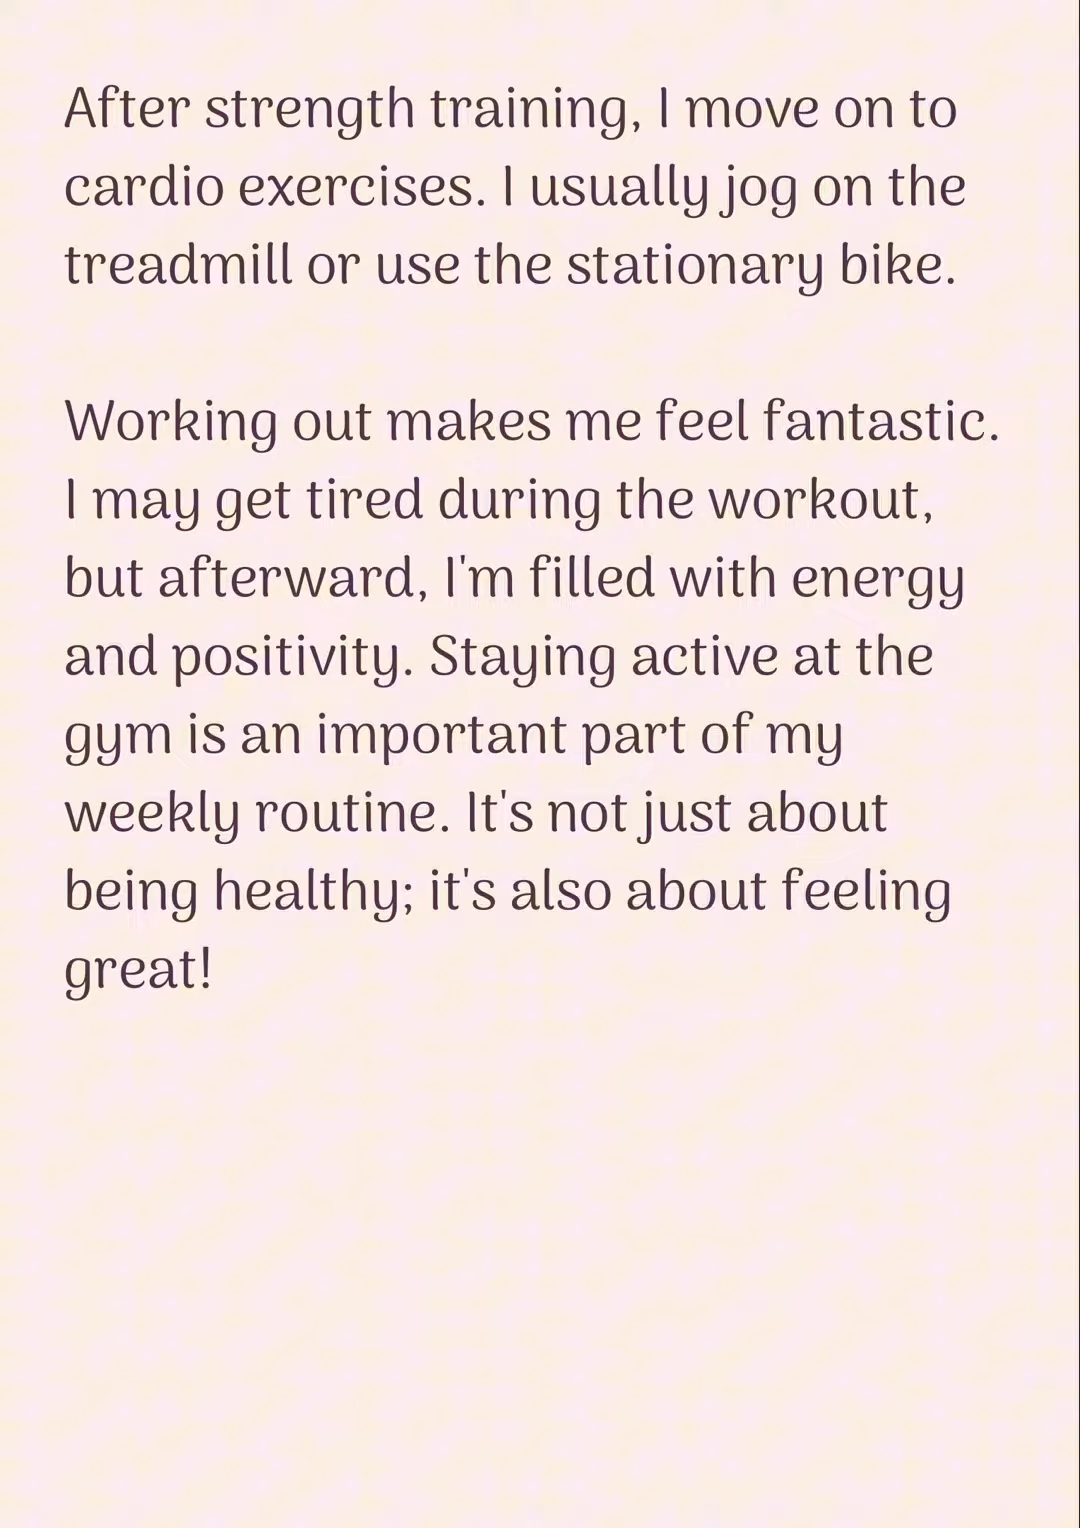 After strength training, I move on to
cardio exercises. I usually jog on the
treadmill or use the stationary bike.
Working out makes me feel fantastic.
I may get tired during the workout,
but afterward, I'm filled with energy
and positivity. Staying active at the
gym is an important part of my
weekly routine. It's not just about
being healthy; it's also about feeling
great!